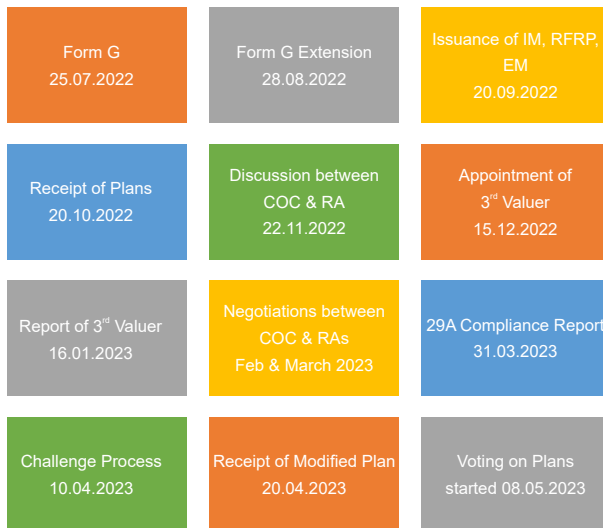 Form G
25.07.2022
Form G Extension
28.08.2022
Issuance of IM, RFRP,
EM
20.09.2022
Receipt of Plans
20.10.2022
Discussion between
COC & RA
22.11.2022
Appointment of
3rd Valuer
15.12.2022
Report of 3rd Valuer
16.01.2023
Negotiations between
COC & RAs
Feb & March 2023
29A Compliance Report
31.03.2023
Challenge Process
10.04.2023
Receipt of Modified Plan
20.04.2023
Voting on Plans
started 08.05.2023